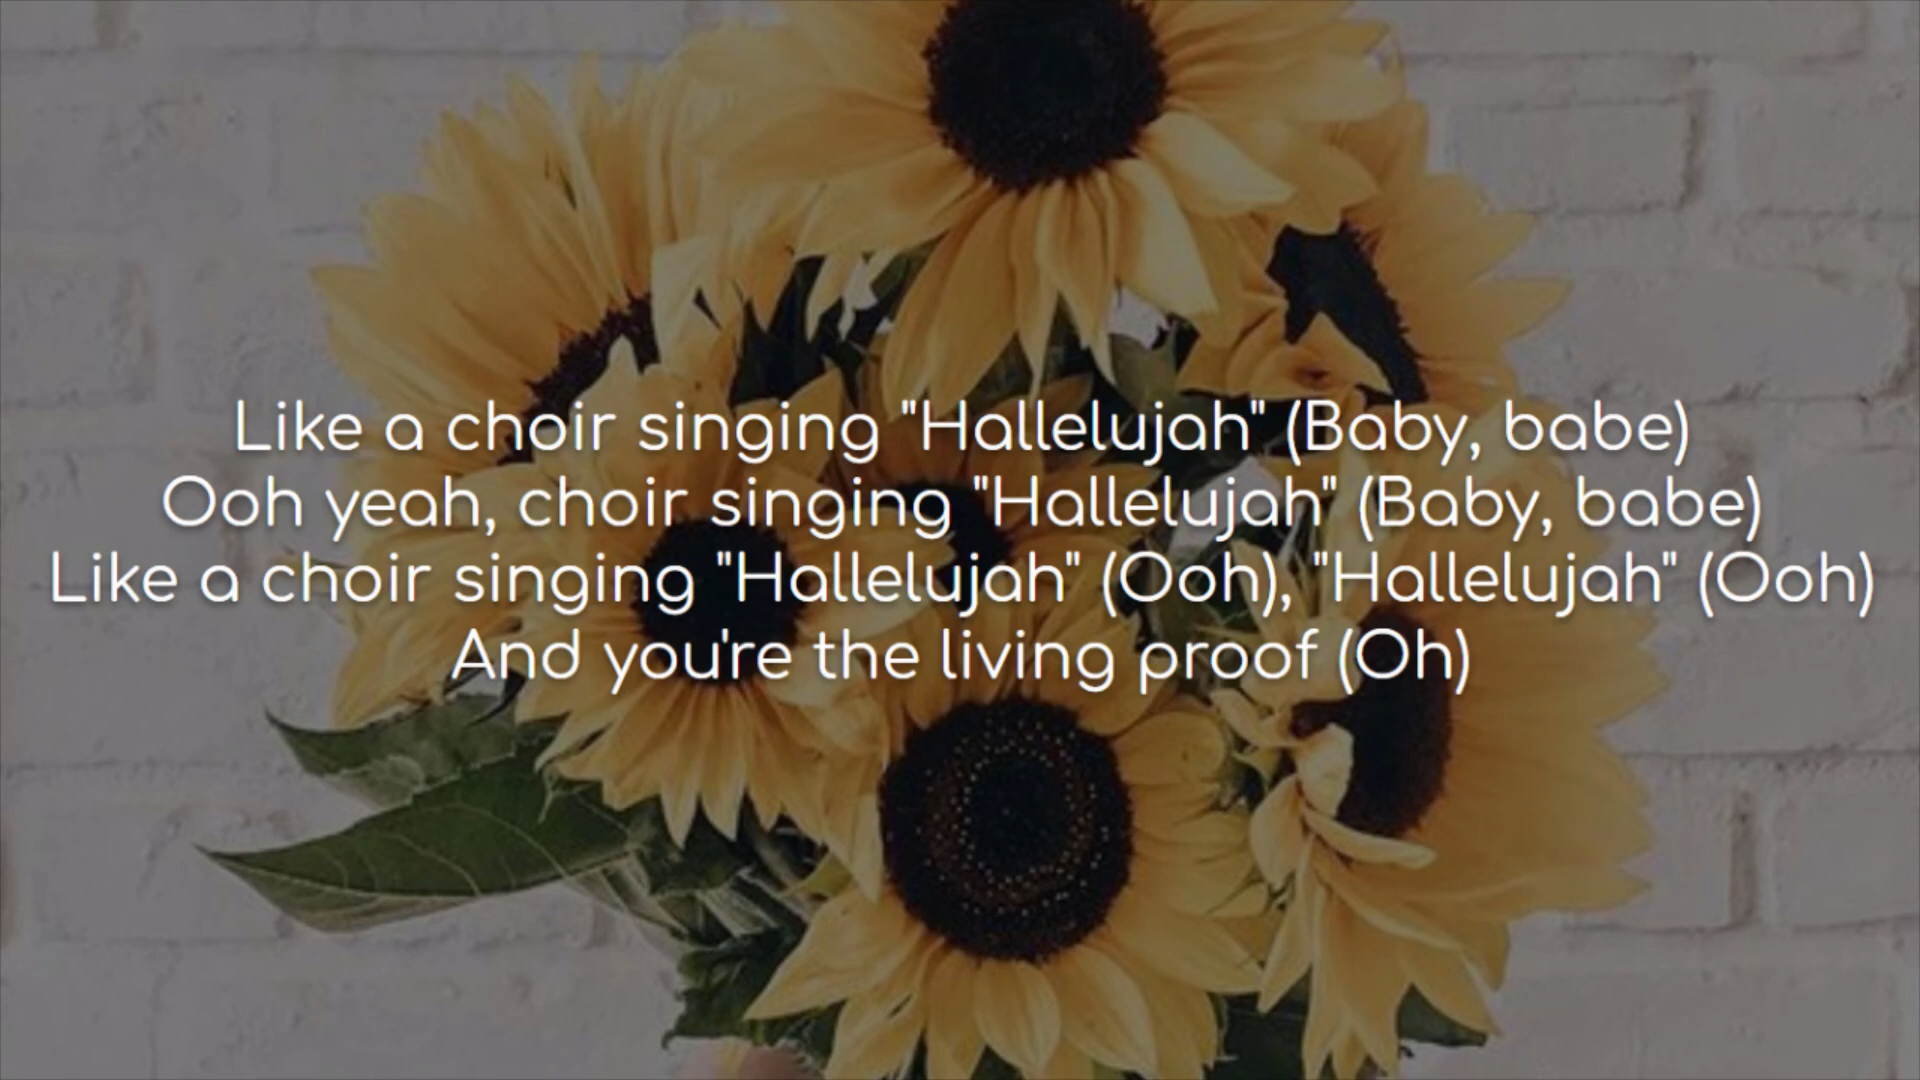 Like a choir singing "Hallelujah" (Baby, babe)
Ooh yeah, choir singing "Hallelujah" (Baby, babe)
Like a choir singing "Hallelujah" (Ooh), "Hallelujah" (Ooh)
And you're the living proof (Oh)